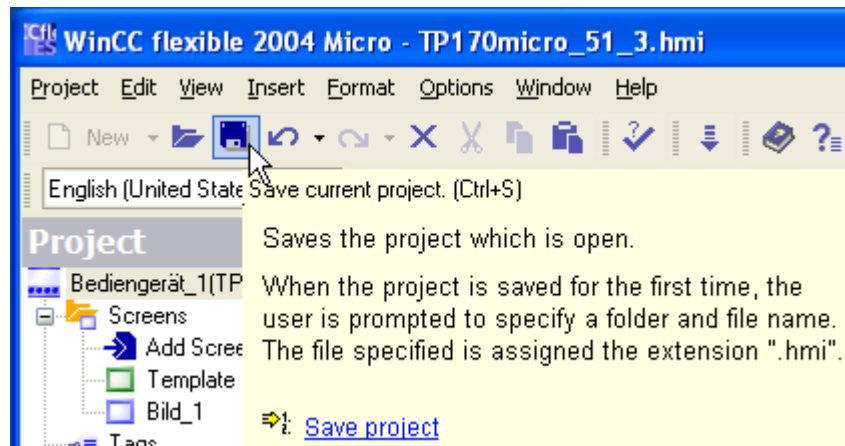 WinCC flexible 2004 Micro - TP170micro_51_3.hmi
Project Edit View Insert Format Options Window Help
New
English (United State
Save current project. (Ctrl+S)
Project
Saves the project which is open.
Bediengerät_1(TP
When the project is saved for the first time, the
Screens
user is prompted to specify a folder and file name.
Add Scree
The file specified is assigned the extension ".hmi".
Template
Bild_1
Save project
Tags